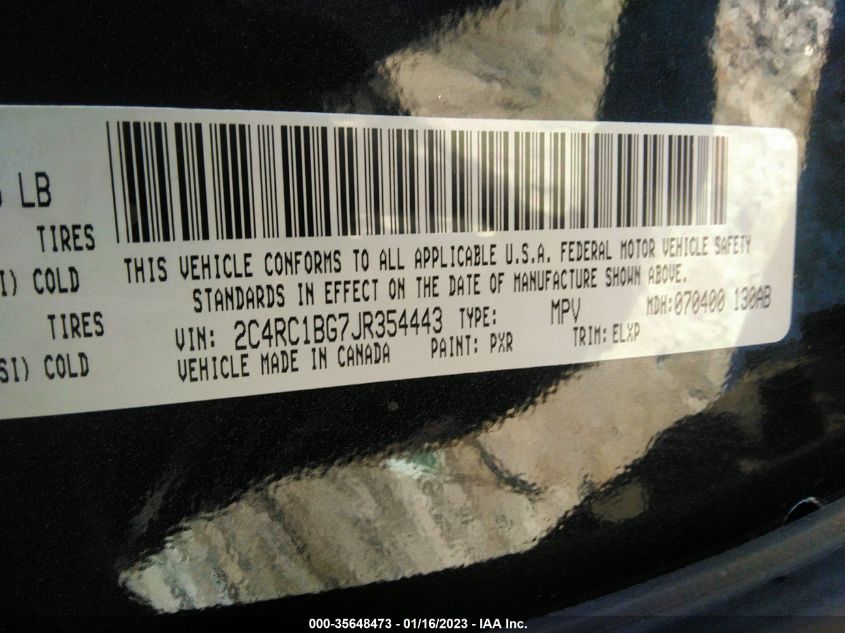 LB
TIRES
I) COLD
TIRES
SI) COLD
THIS VEHICLE CONFORMS TO ALL APPLICABLE U.S.A. FEDERAL MOTOR VEHICLE SAFETY
STANDARDS IN EFFECT ON THE DATE OF MANUFACTURE SHOWN ABOVE.
VIN: 2C4RC1BG7JR354443 TYPE: MPV MDH:070400 130AB
VEHICLE MADE IN CANADA PAINT: PXR TRIM: ELXP
000-35648473 - 01/16/2023 - IAA Inc.